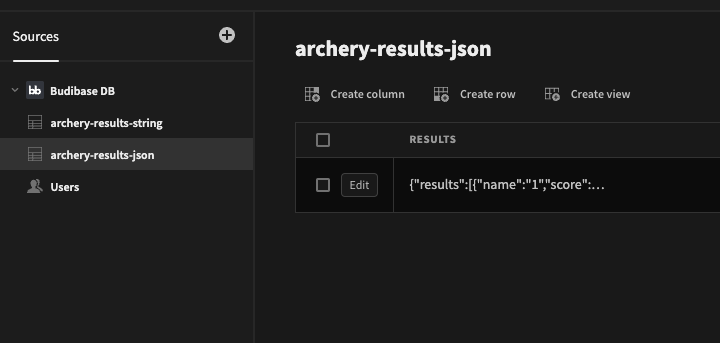 Sources
bb Budibase DB
archery-results-string
archery-results-json
Users
archery-results-json
Create column Create row Create view
RESULTS
Edit {"results":[{"name":"1","score":...